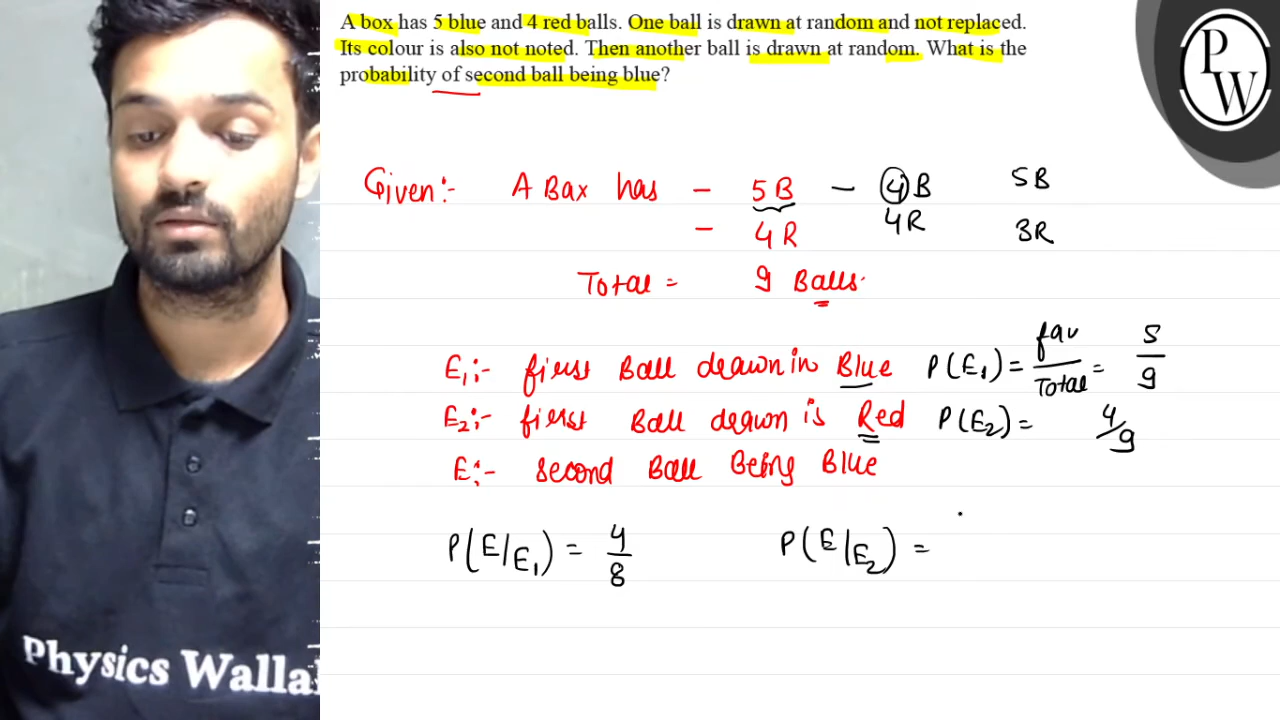 A box has 5 blue and 4 red balls. One ball is drawn at random and not replaced.
Its colour is also not noted. Then another ball is drawn at random. What is the
probability of second ball being blue?
PW
Given:- A Bax has - 5B - 4B 5B
- 4R 4R 3R
Total = 9 Balls.
E₁:- first Ball drawn in Blue P(E₁) = fav/Total = 5/9
E₂:- first Ball drawn is Red P(E₂) = 4/9
E:- Second Ball Being Blue
P(E/E₁) = 4/8 P(E/E₂) =
Physics Wallah